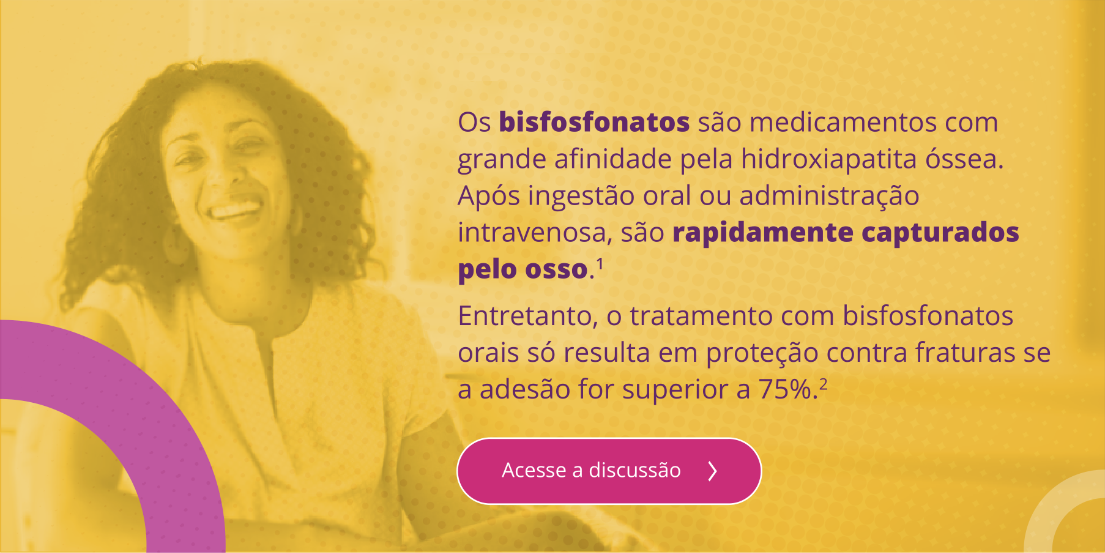 Os bisfosfonatos são medicamentos com
grande afinidade pela hidroxiapatita óssea.
Após ingestão oral ou administração
intravenosa, são rapidamente capturados
pelo osso.¹
Entretanto, o tratamento com bisfosfonatos
orais só resulta em proteção contra fraturas se
a adesão for superior a 75%.²
Acesse a discussão